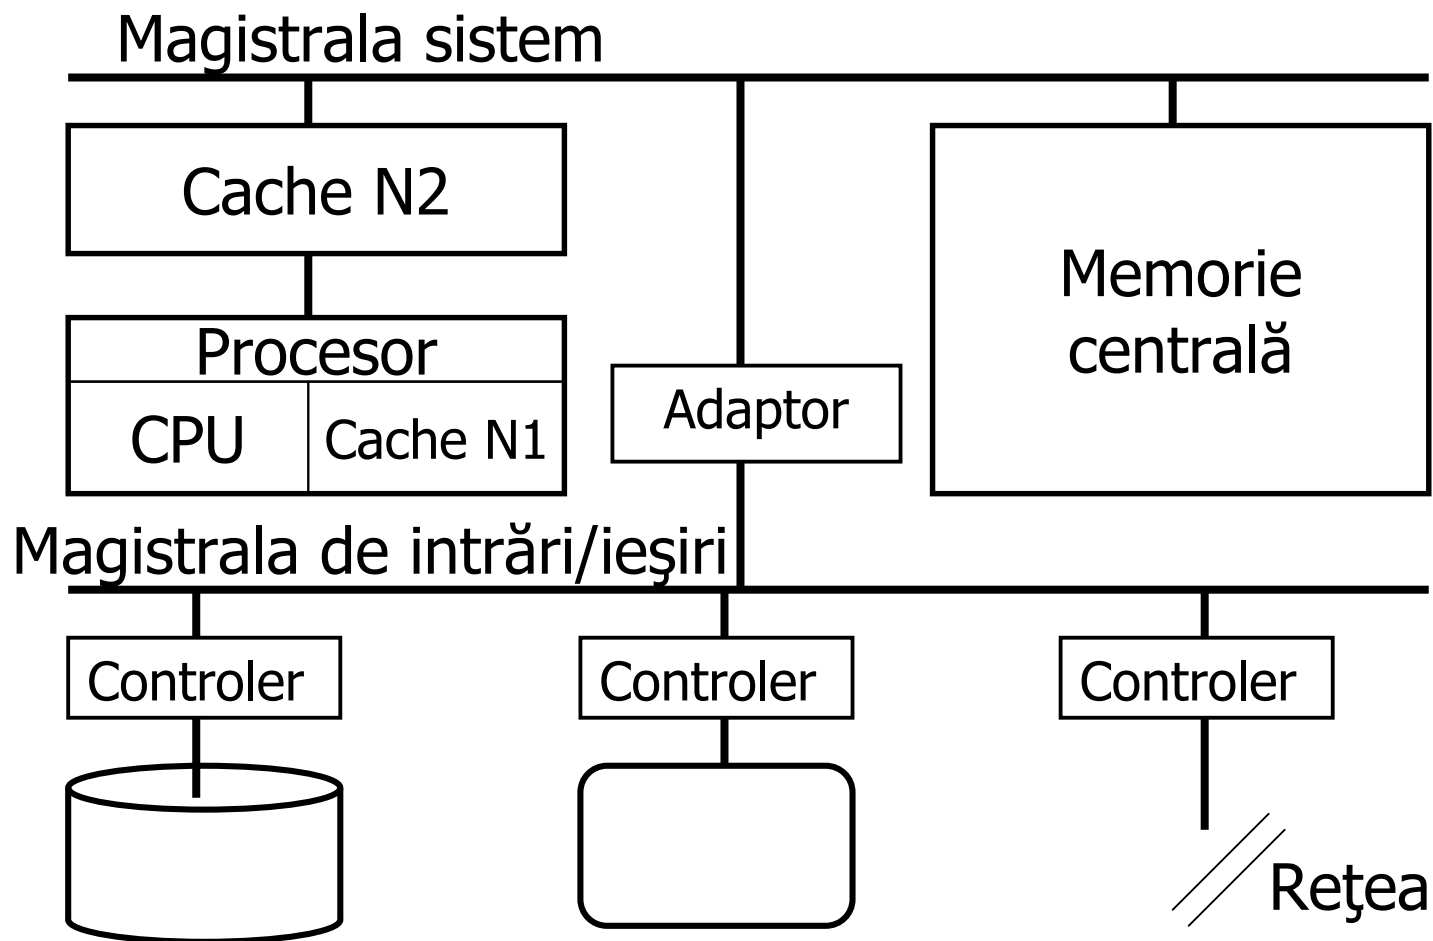 Magistrala sistem
Cache N2
Memorie
centrală
Procesor
CPU
Cache N1
Adaptor
Magistrala de intrări/ieşiri
Controler
Controler
Controler
Reţea